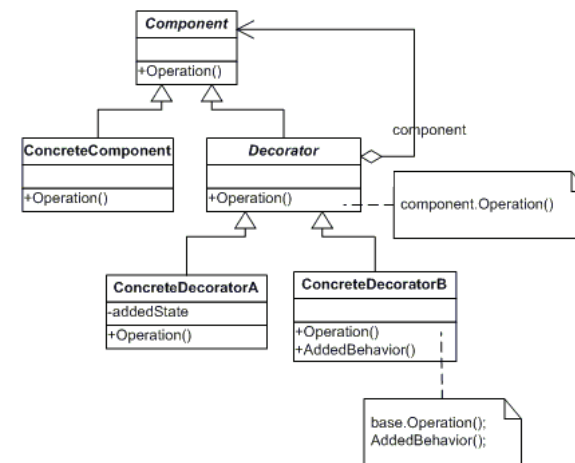 Component
+Operation()
component
ConcreteComponent
+Operation()
Decorator
+Operation()
component.Operation()
ConcreteDecoratorA
-addedState
+Operation()
ConcreteDecoratorB
+Operation()
+AddedBehavior()
base.Operation();
AddedBehavior();